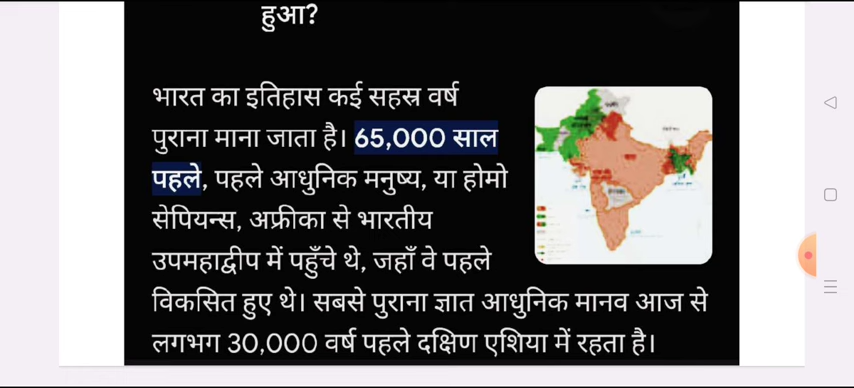 हुआ?
भारत का इतिहास कई सहस्र वर्ष
पुराना माना जाता है। 65,000 साल
पहले, पहले आधुनिक मनुष्य, या होमो
सेपियन्स, अफ्रीका से भारतीय
उपमहाद्वीप में पहुँचे थे, जहाँ वे पहले
विकसित हुए थे। सबसे पुराना ज्ञात आधुनिक मानव आज से
लगभग 30,000 वर्ष पहले दक्षिण एशिया में रहता है।